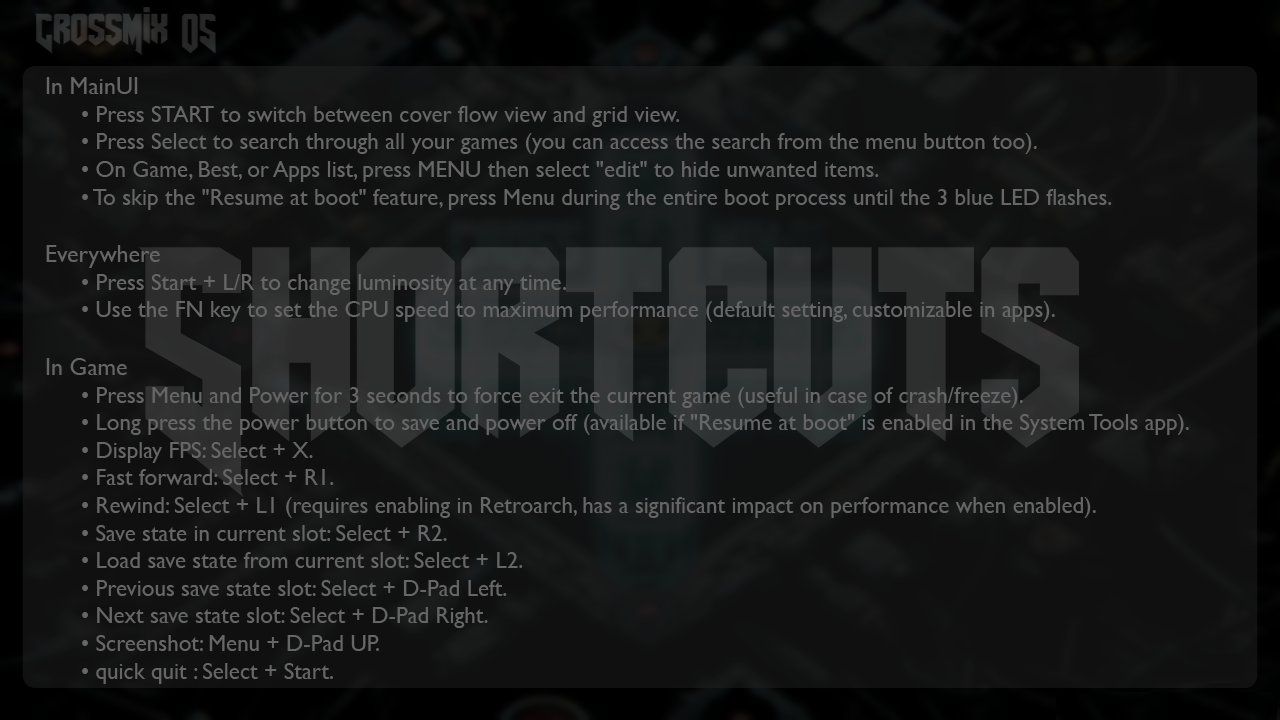 CROSSMIX OS
In MainUI
• Press START to switch between cover flow view and grid view.
• Press Select to search through all your games (you can access the search from the menu button too).
• On Game, Best, or Apps list, press MENU then select "edit" to hide unwanted items.
• To skip the "Resume at boot" feature, press Menu during the entire boot process until the 3 blue LED flashes.
Everywhere
• Press Start + L/R to change luminosity at any time.
• Use the FN key to set the CPU speed to maximum performance (default setting, customizable in apps).
SHORTCUTS
In Game
• Press Menu and Power for 3 seconds to force exit the current game (useful in case of crash/freeze).
• Long press the power button to save and power off (available if "Resume at boot" is enabled in the System Tools app).
• Display FPS: Select + X.
• Fast forward: Select + R1.
• Rewind: Select + L1 (requires enabling in Retroarch, has a significant impact on performance when enabled).
• Save state in current slot: Select + R2.
• Load save state from current slot: Select + L2.
• Previous save state slot: Select + D-Pad Left.
• Next save state slot: Select + D-Pad Right.
• Screenshot: Menu + D-Pad UP.
• quick quit : Select + Start.